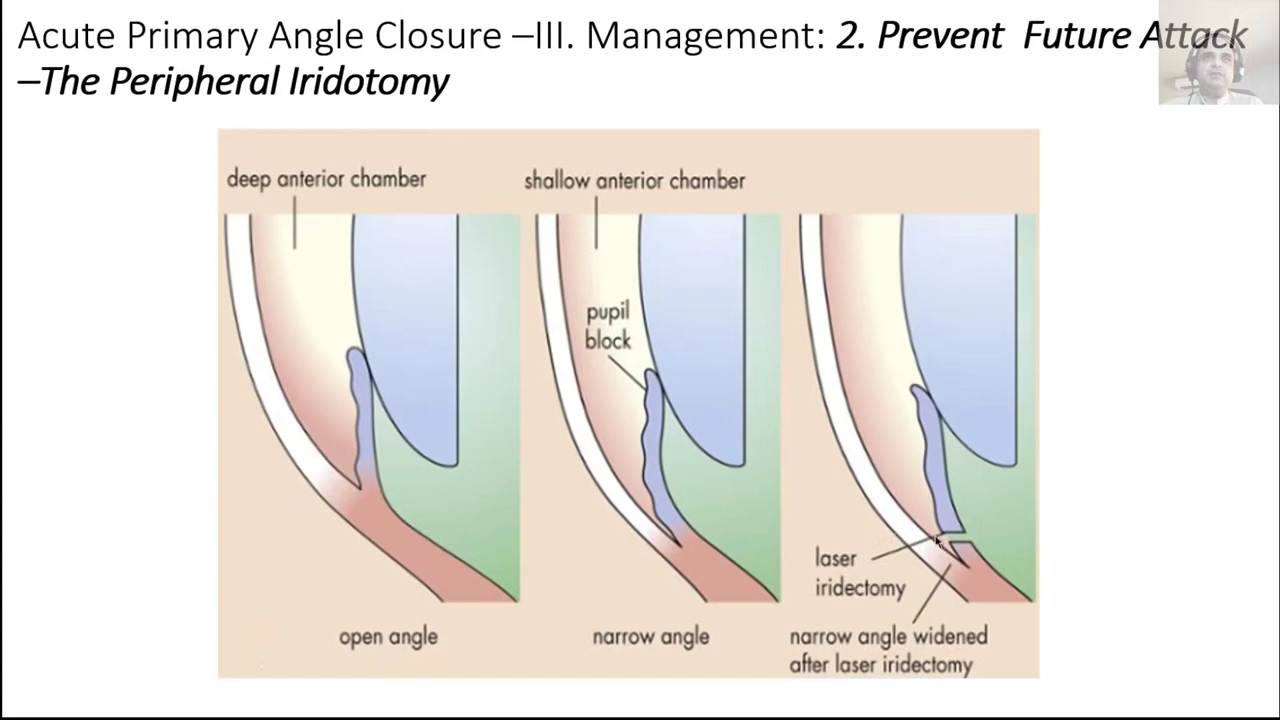 Acute Primary Angle Closure –III. Management: 2. Prevent  Future Attack
–The Peripheral Iridotomy
deep anterior chamber
shallow anterior chamber
pupil
block
laser
iridectomy
open angle
narrow angle
narrow angle widened
after laser iridectomy